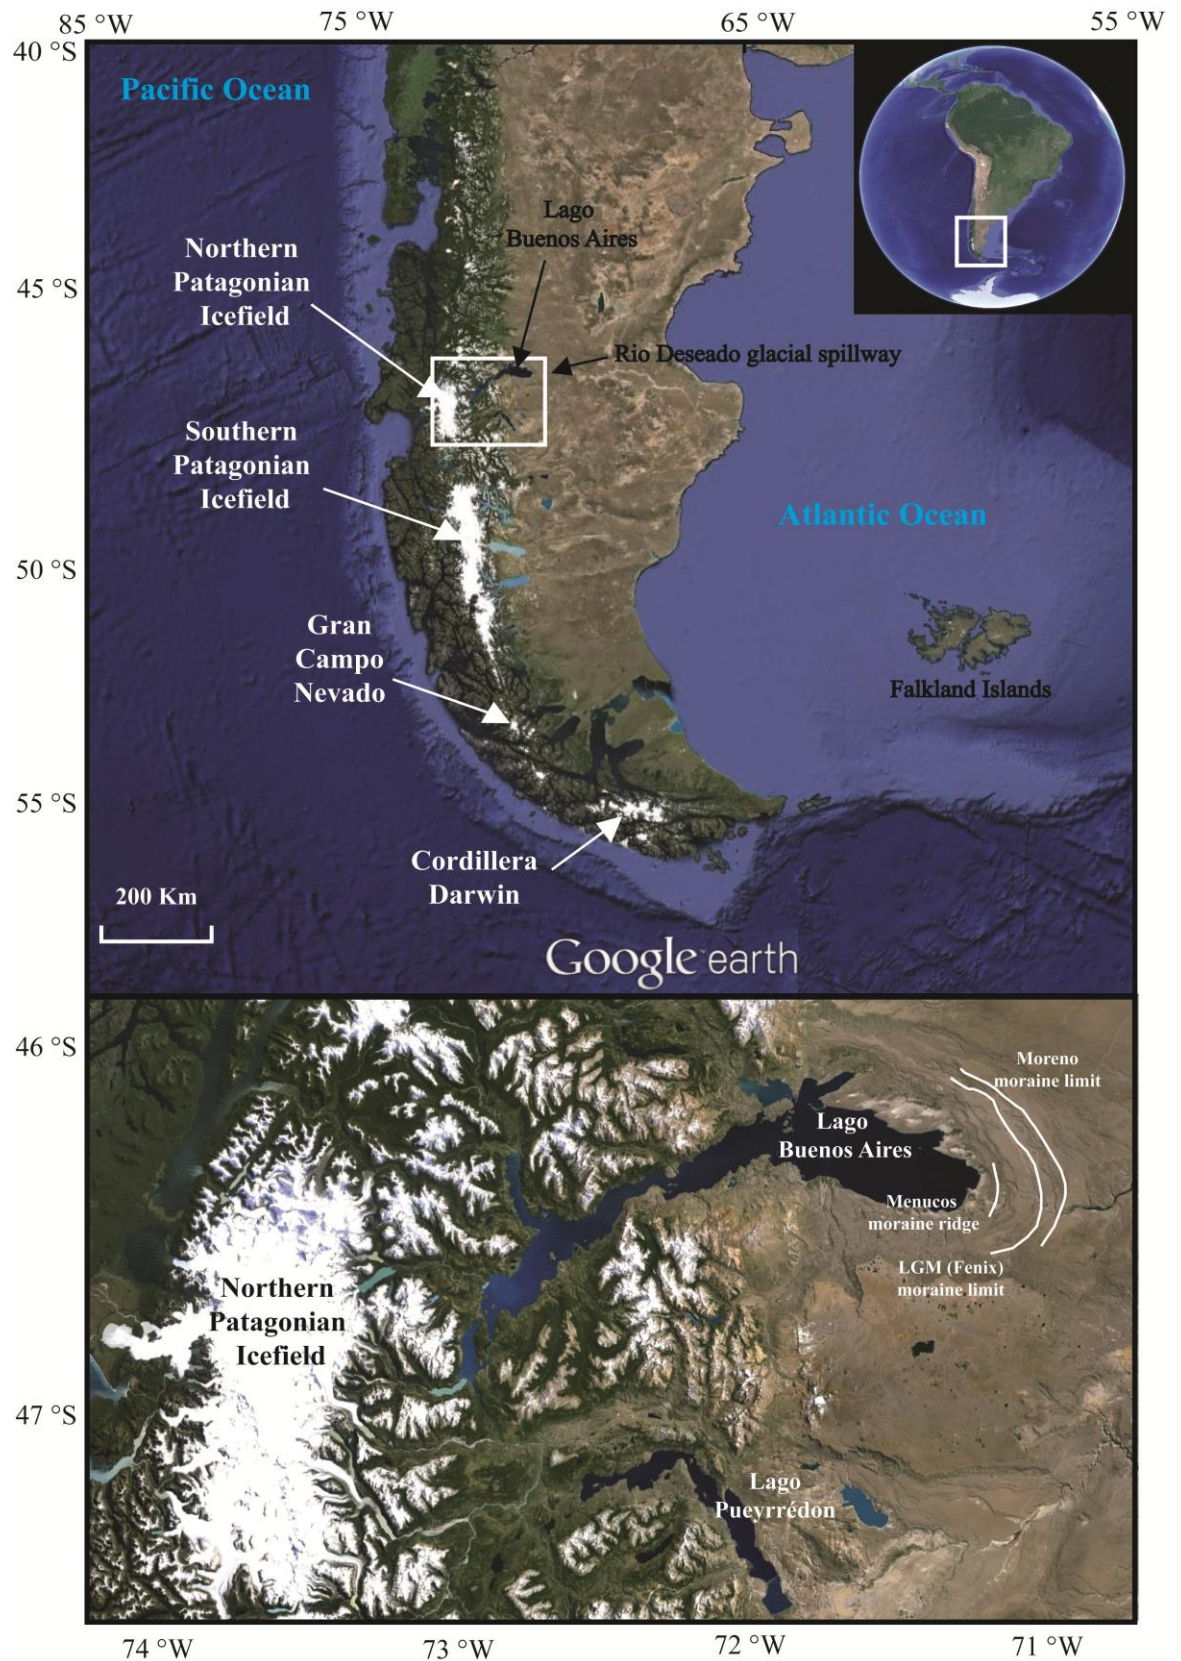 85 °W
75 °W
65 °W
55 °W
40 °S
Pacific Ocean
Lago
Buenos Aires
Northern
Patagonian
Icefield
45 °S
Rio Deseado glacial spillway
Southern
Patagonian
Icefield
Atlantic Ocean
50 °S
Gran
Campo
Nevado
Falkland Islands
55 °S
Cordillera
Darwin
200 Km
Google earth
46 °S
Moreno
moraine limit
Lago
Buenos Aires
Menucos
moraine ridge
LGM (Fenix)
moraine limit
Northern
Patagonian
Icefield
47 °S
Lago
Pueyrrédon
74 °W
73 °W
72 °W
71 °W